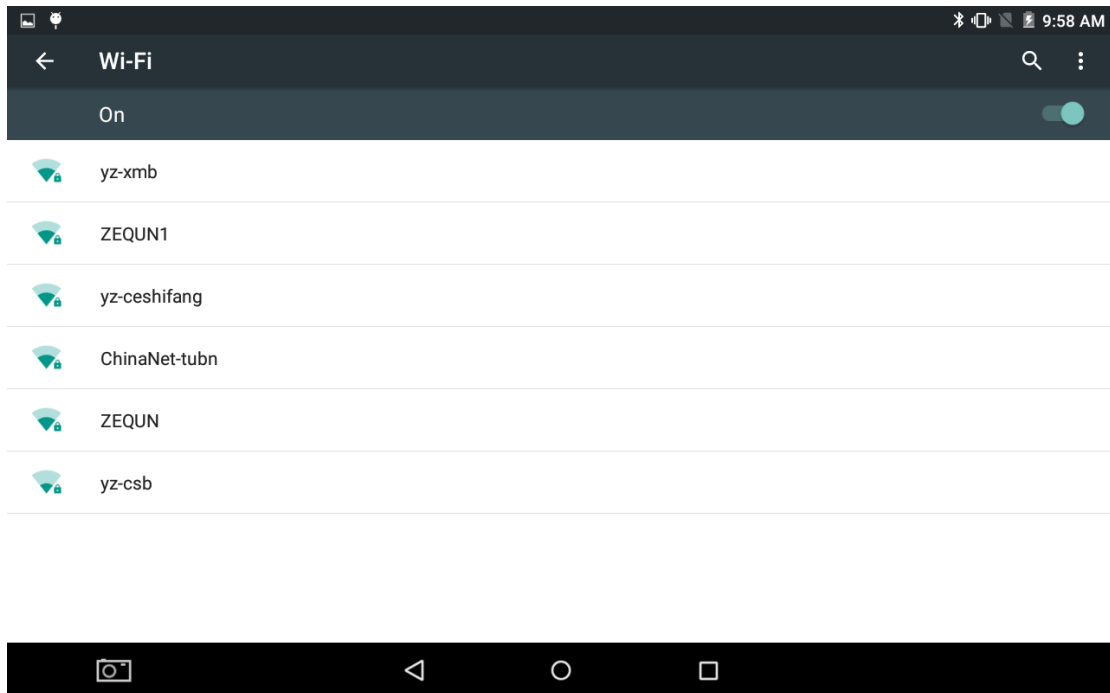 9:58 AM
Wi-Fi
On
yz-xmb
ZEQUN1
yz-ceshifang
ChinaNet-tubn
ZEQUN
yz-csb